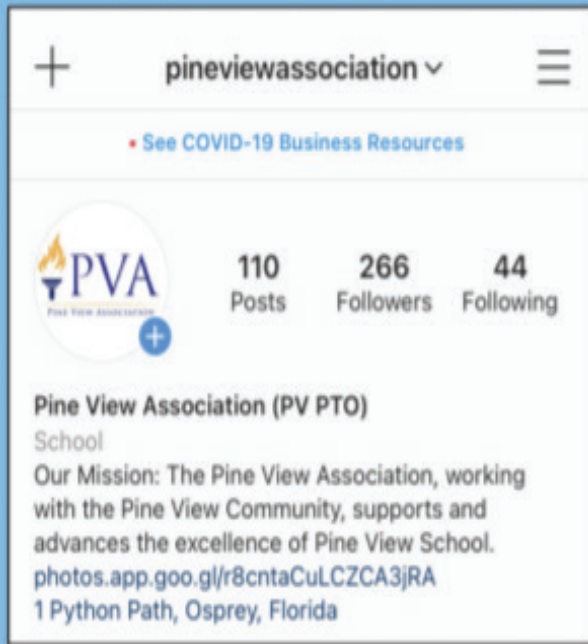 pineviewassociation
See COVID-19 Business Resources
PVA
PINE VIEW ASSOCIATION
110 266 44
Posts Followers Following
Pine View Association (PV PTO)
School
Our Mission: The Pine View Association, working
with the Pine View Community, supports and
advances the excellence of Pine View School.
photos.app.goo.gl/r8cntaCuLCZCA3jRA
1 Python Path, Osprey, Florida